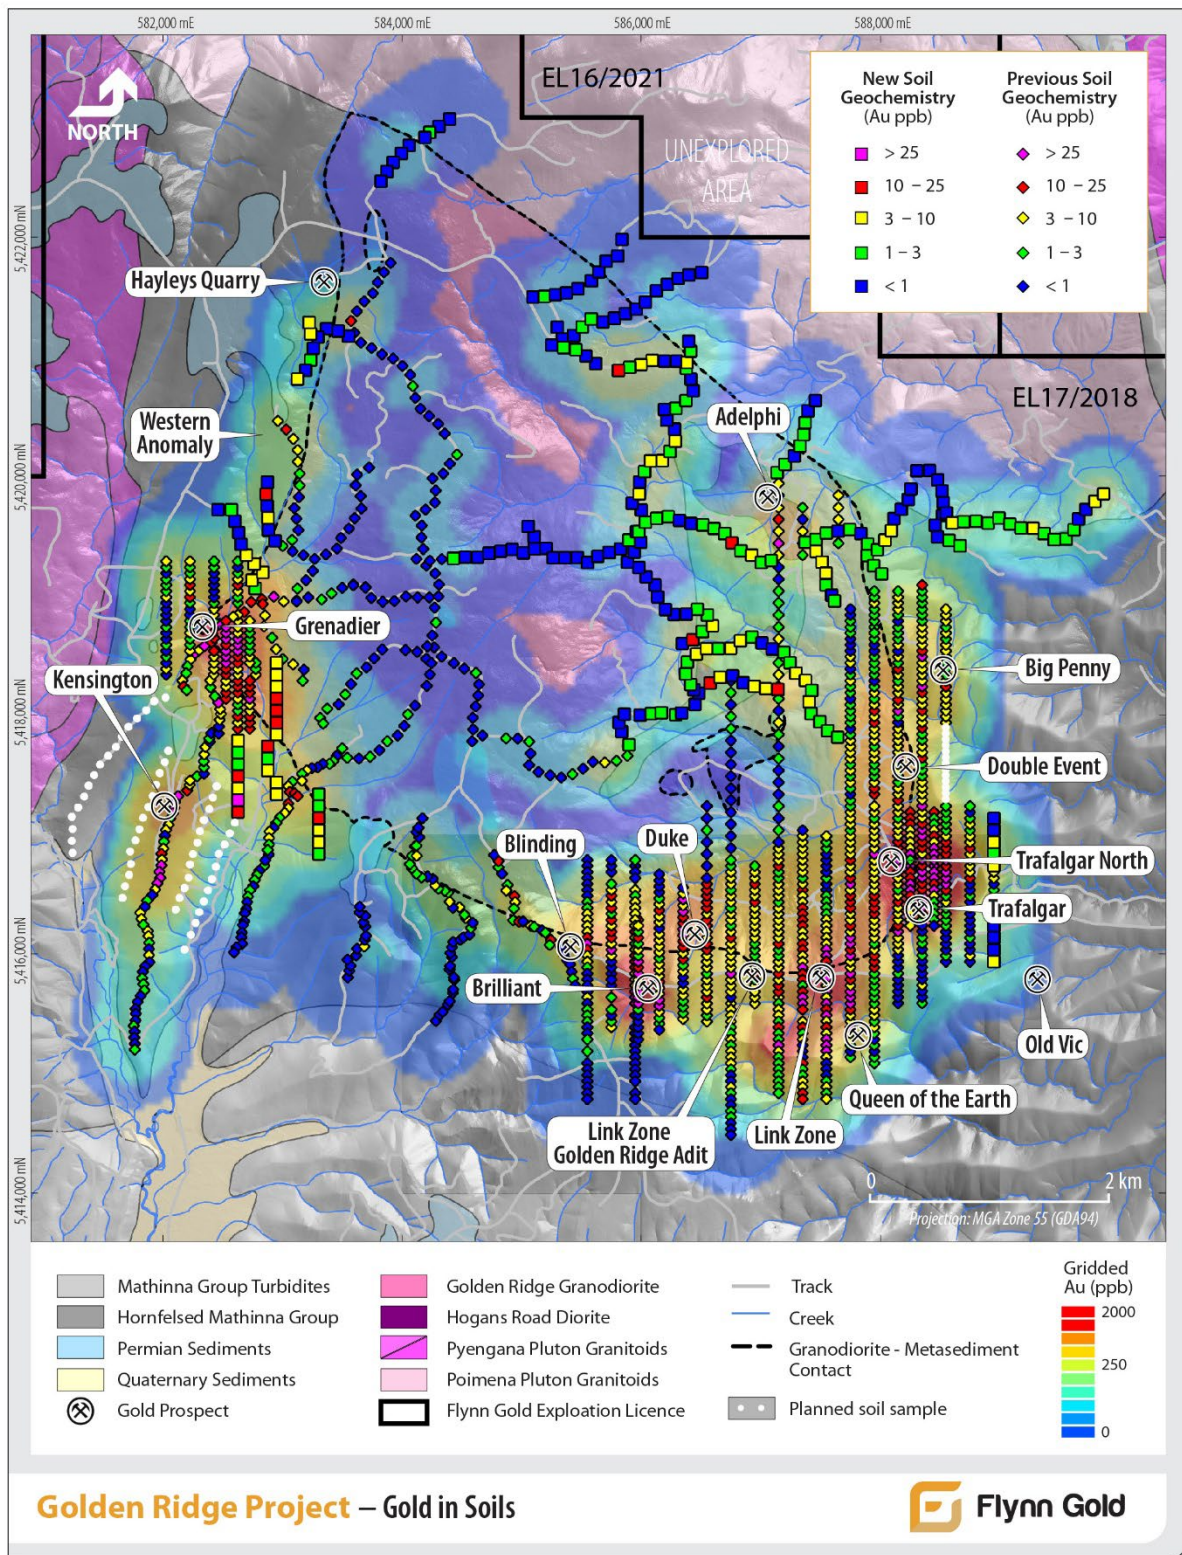 582,000 mE
584,000 mE
586,000 mE
588,000 mE
5,422,000 mN
5,420,000 mN
5,418,000 mN
5,416,000 mN
5,414,000 mN
NORTH
EL16/2021
UNEXPLORED
AREA
EL17/2018
New Soil
Geochemistry
(Au ppb)
> 25
10 – 25
3 – 10
1 – 3
< 1
Previous Soil
Geochemistry
(Au ppb)
> 25
10 – 25
3 – 10
1 – 3
< 1
Hayleys Quarry
Western
Anomaly
Adelphi
Grenadier
Kensington
Big Penny
Double Event
Blinding
Duke
Trafalgar North
Trafalgar
Brilliant
Old Vic
Queen of the Earth
Link Zone
Golden Ridge Adit
Link Zone
0
2 km
Projection: MGA Zone 55 (GDA94)
Mathinna Group Turbidites
Hornfelsed Mathinna Group
Permian Sediments
Quaternary Sediments
Gold Prospect
Golden Ridge Granodiorite
Hogans Road Diorite
Pyengana Pluton Granitoids
Poimena Pluton Granitoids
Flynn Gold Exploation Licence
Track
Creek
Granodiorite - Metasediment
Contact
Planned soil sample
Gridded
Au (ppb)
2000
250
0
Golden Ridge Project – Gold in Soils
Flynn Gold